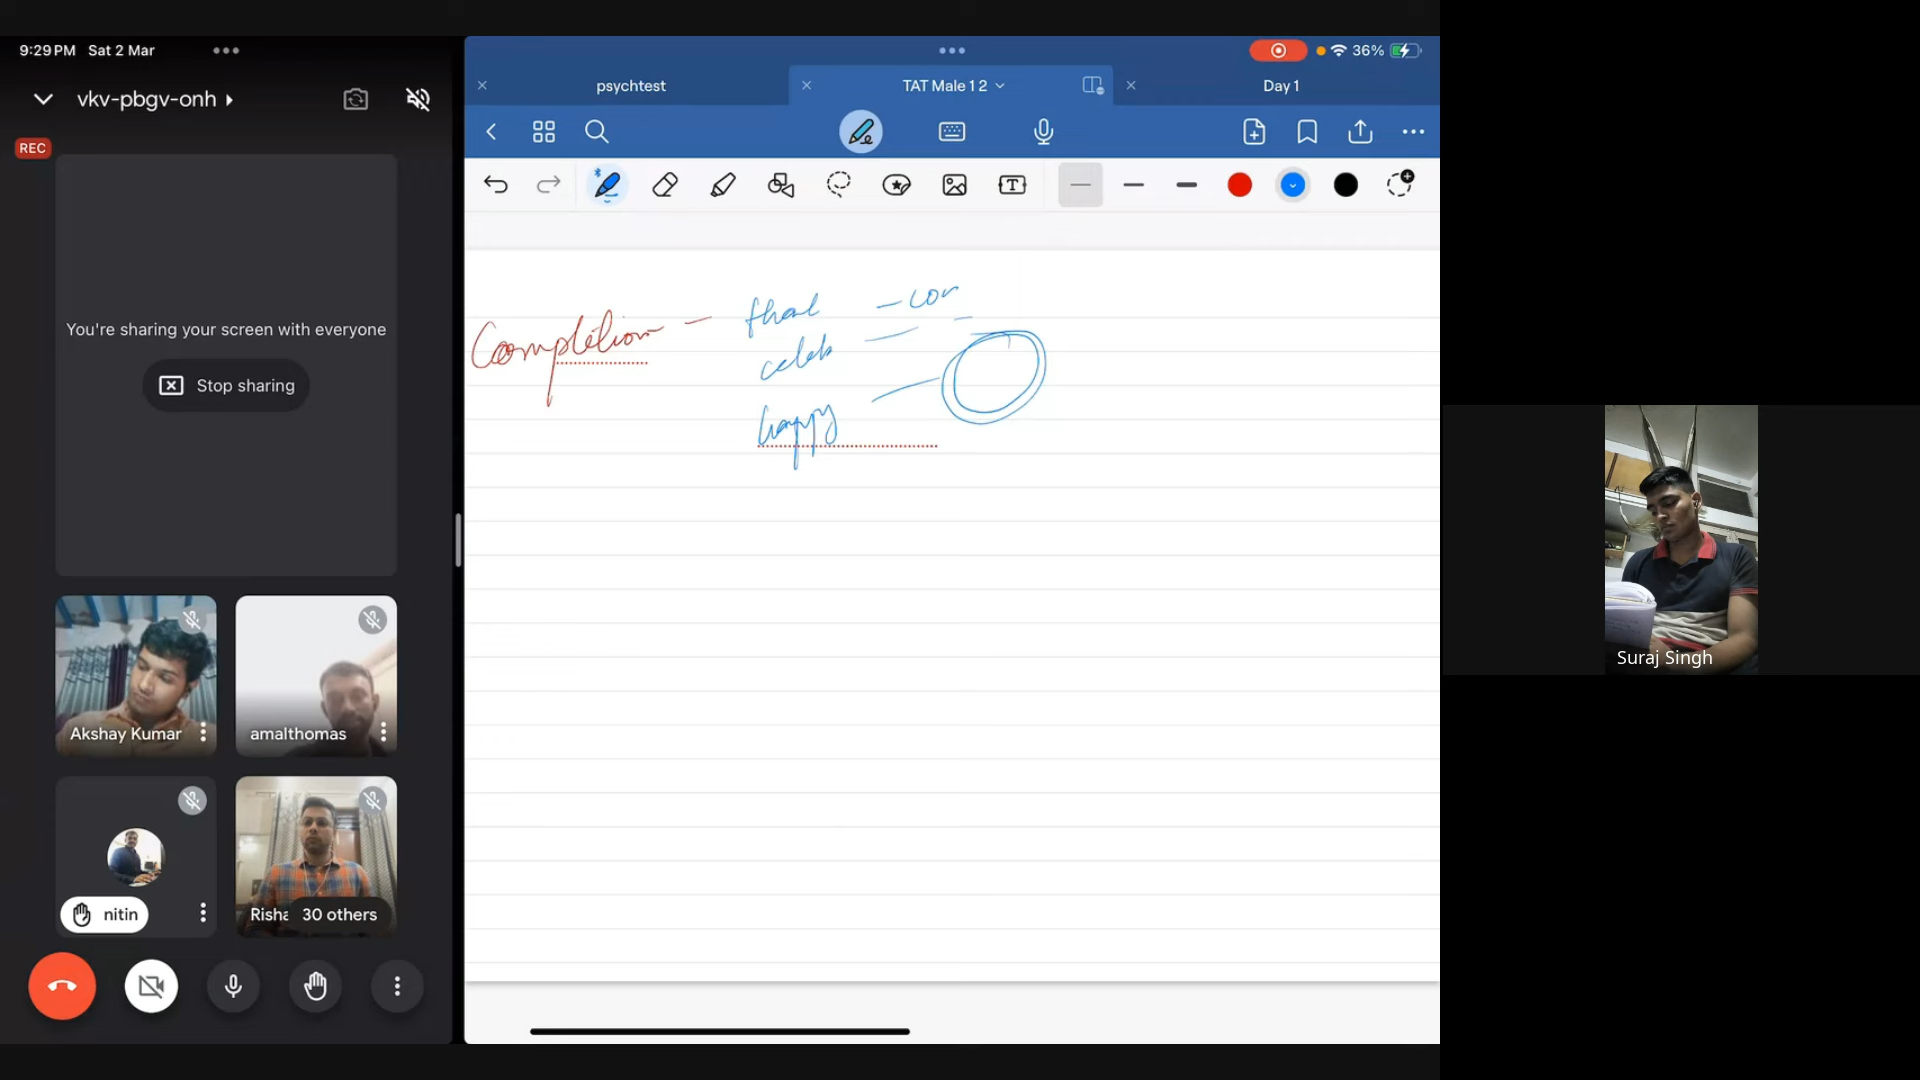 9:29 PM Sat 2 Mar
36%
vkv-pbgv-onh
REC
You're sharing your screen with everyone
Stop sharing
Akshay Kumar
amalthomas
nitin
Risha
30 others
psychtest
TAT Male 1 2
Day 1
T
Completion -
- con
celeb
happy
Suraj Singh